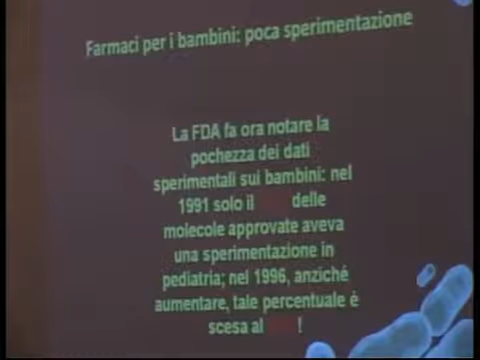 Farmaci per i bambini: poca sperimentazione
La FDA fa ora notare la
pochezza dei dati
sperimentali sui bambini: nel
1991 solo il delle
molecole approvate aveva
una sperimentazione in
pediatria; nel 1996, anziché
aumentare, tale percentuale è
scesa al !